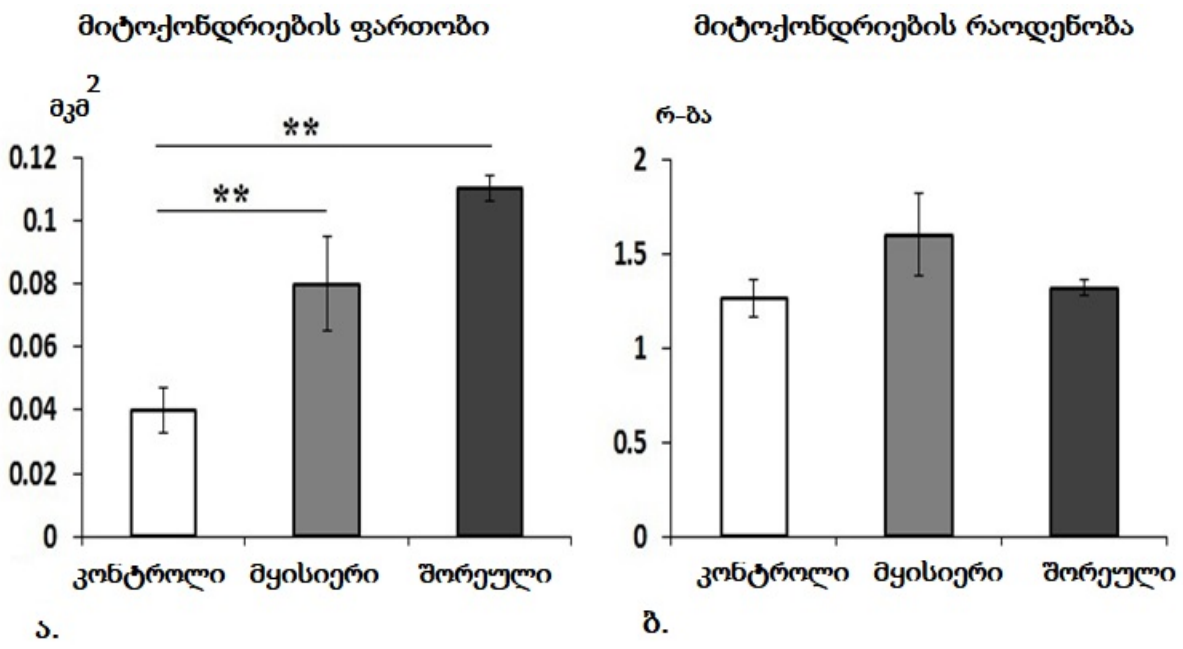 მიტოქონდრიების ფართობი
მკმ2
**
**
0.12
0.1
0.08
0.06
0.04
0.02
0
კონტროლი მყისიერი შორეული
ა.
მიტოქონდრიების რაოდენობა
რ-ბა
2
1.5
1
0.5
0
კონტროლი მყისიერი შორეული
ბ.